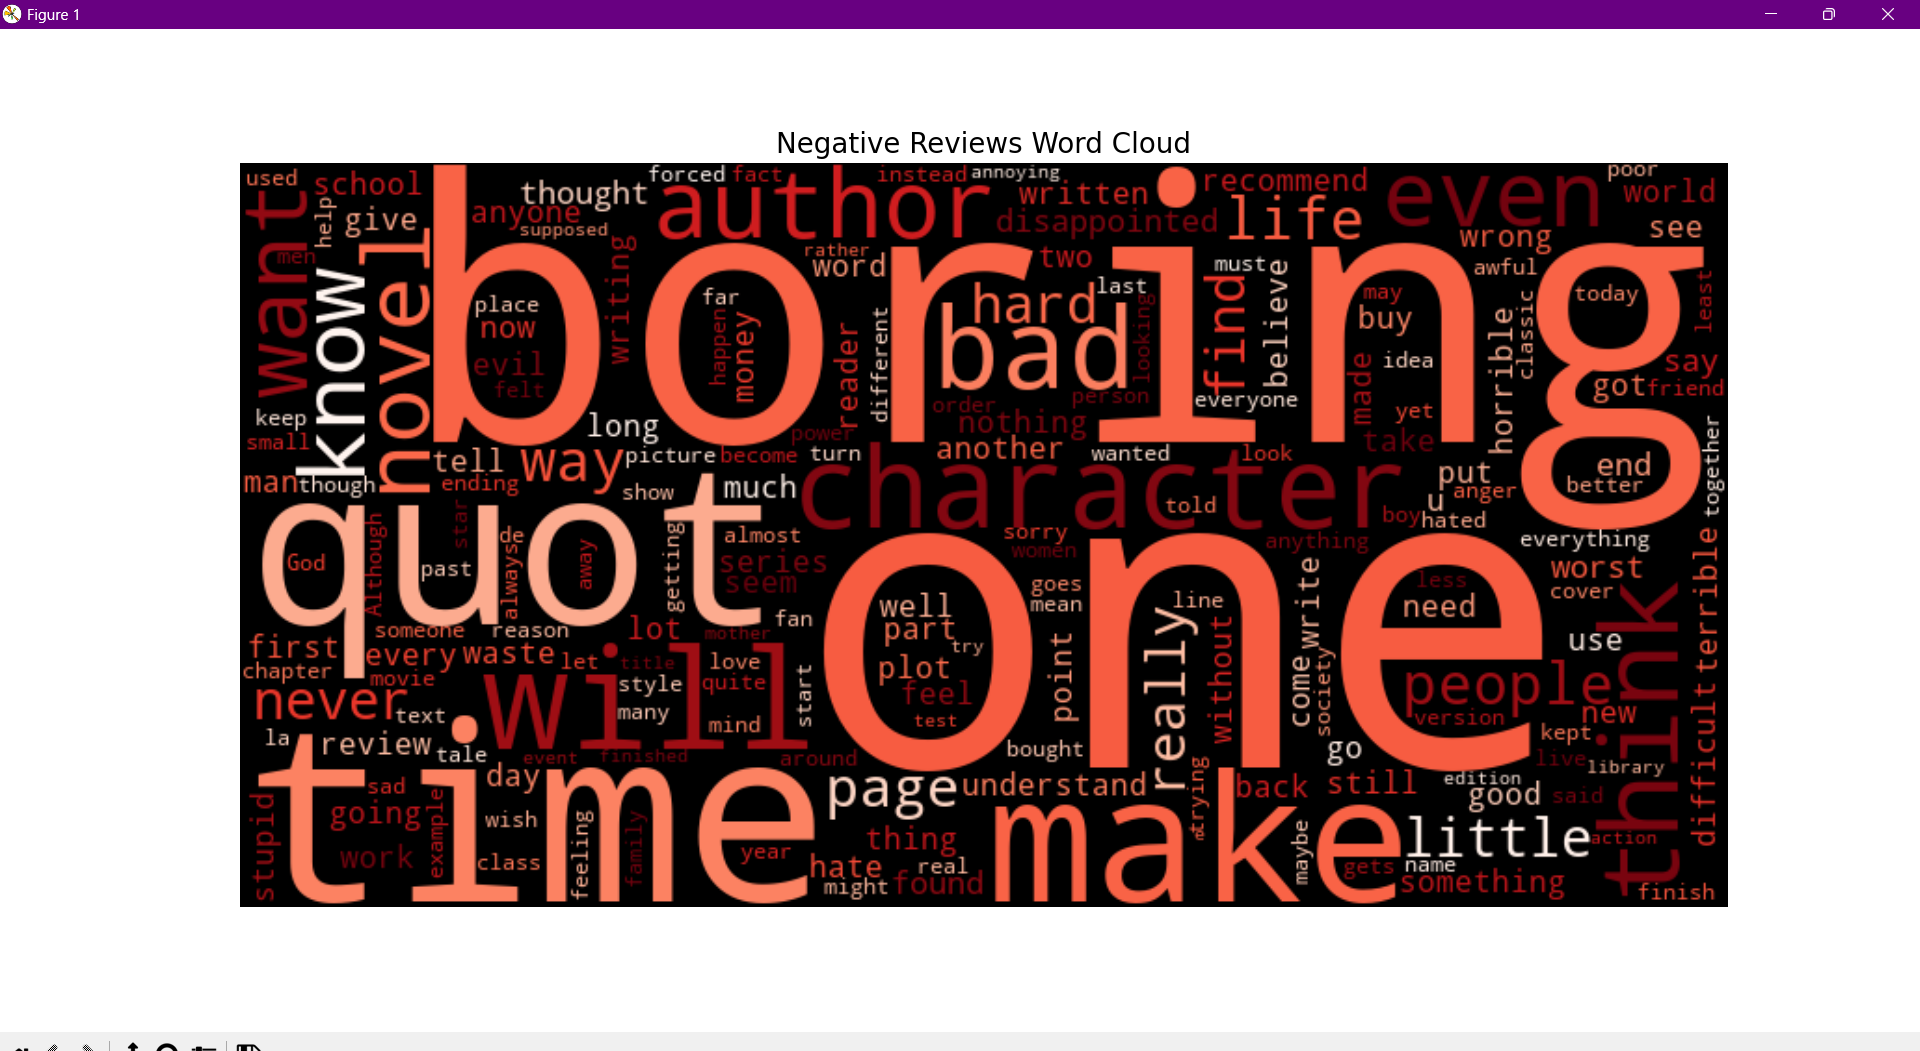 Figure 1
Negative Reviews Word Cloud
used
school
help
give
want
men
know
novel
boring
thought
anyone
supposed
forced
fact
author
instead
annoying
written
disappointed
recommend
life
even
poor
world
wrong
see
awful
today
least
writing
rather
word
two
must
believe
last
hard
bad
looking
find
may
buy
made
idea
yet
take
horrible
classic
say
got
friend
place
now
evil
felt
far
happen
money
reader
different
order
person
nothing
everyone
keep
small
man
though
long
power
another
wanted
look
tell
ending
way
picture
become
turn
show
much
character
told
put
anger
u
boy
hated
end
better
together
quot
God
Although
star
past
de
always
away
getting
almost
series
seem
sorry
women
anything
everything
one
worst
cover
terrible
difficult
think
first
chapter
someone
every
movie
reason
waste
let
lot
title
mother
fan
love
style
quite
many
mind
start
will
well
part
try
plot
feel
test
goes
mean
point
line
really
without
write
come
society
less
need
use
people
version
new
kept
never
text
la
review
tale
event
finished
around
bought
go
live
library
time
sad
going
stupid
work
example
day
wish
class
feeling
family
year
page
understand
trying
back
still
edition
good
said
thing
hate
real
might
found
make
maybe
gets
little
name
something
action
finish